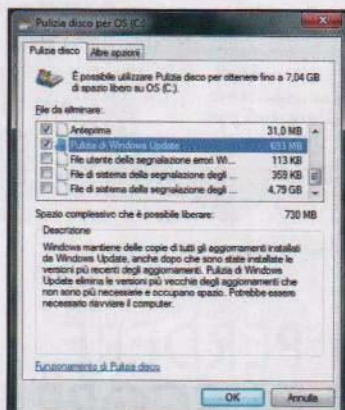 Pulizia disco per OS (C:)
Pulizia disco
Altre opzioni
È possibile utilizzare Pulizia disco per ottenere fino a 7,04 GB
di spazio libero su OS (C:).
File da eliminare:
Anteprima 31,0 MB
Pulizia di Windows Update 693 MB
File utente della segnalazione errori Wi... 113 KB
File di sistema della segnalazione degli ... 359 KB
File di sistema della segnalazione degli ... 4,79 GB
Spazio complessivo che è possibile liberare: 730 MB
Descrizione
Windows mantiene delle copie di tutti gli aggiornamenti installati
da Windows Update, anche dopo che sono state installate le
versioni più recenti degli aggiornamenti. Pulizia di Windows
Update elimina le versioni più vecchie degli aggiornamenti che
non sono più necessarie e occupano spazio. Potrebbe essere
necessario riavviare il computer.
Funzionamento di Pulizia disco
OK
Annulla